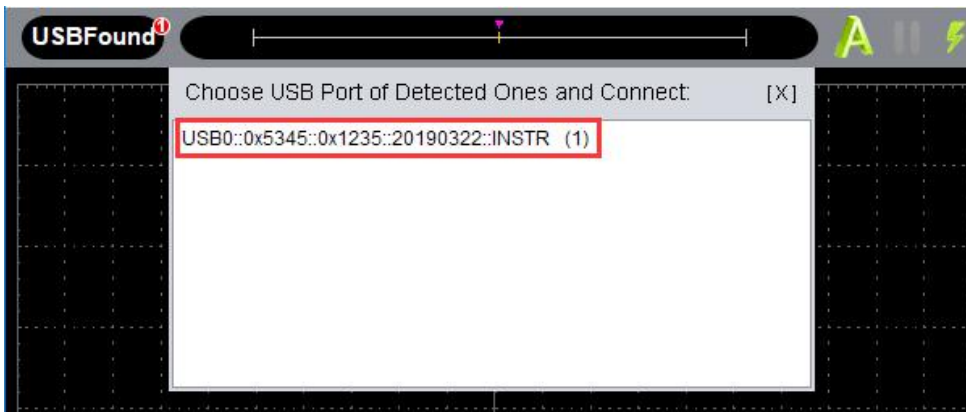 USBFound 1
Choose USB Port of Detected Ones and Connect: [X]
USB0::0x5345::0x1235::20190322::INSTR (1)